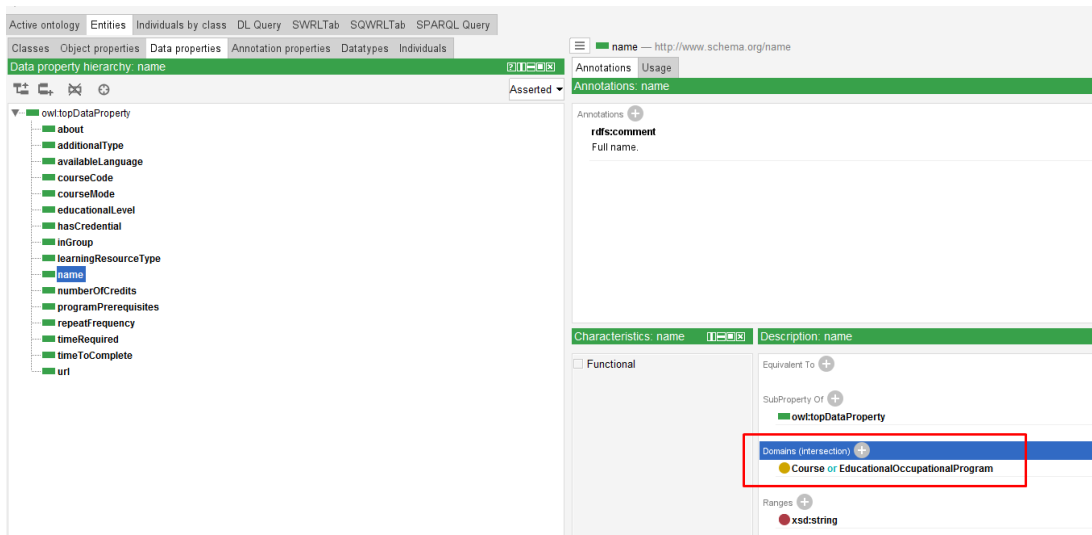 Active ontology Entities Individuals by class DL Query SWRLTab SQWRLTab SPARQL Query
Classes Object properties Data properties Annotation properties Datatypes Individuals
Data property hierarchy: name
Asserted
owl:topDataProperty
about
additionalType
availableLanguage
courseCode
courseMode
educationalLevel
hasCredential
inGroup
learningResourceType
name
numberOfCredits
programPrerequisites
repeatFrequency
timeRequired
timeToComplete
url
name — http://www.schema.org/name
Annotations Usage
Annotations: name
Annotations
rdfs:comment
Full name.
Characteristics: name
Functional
Description: name
Equivalent To
SubProperty Of
owl:topDataProperty
Domains (intersection)
Course or EducationalOccupationalProgram
Ranges
xsd:string